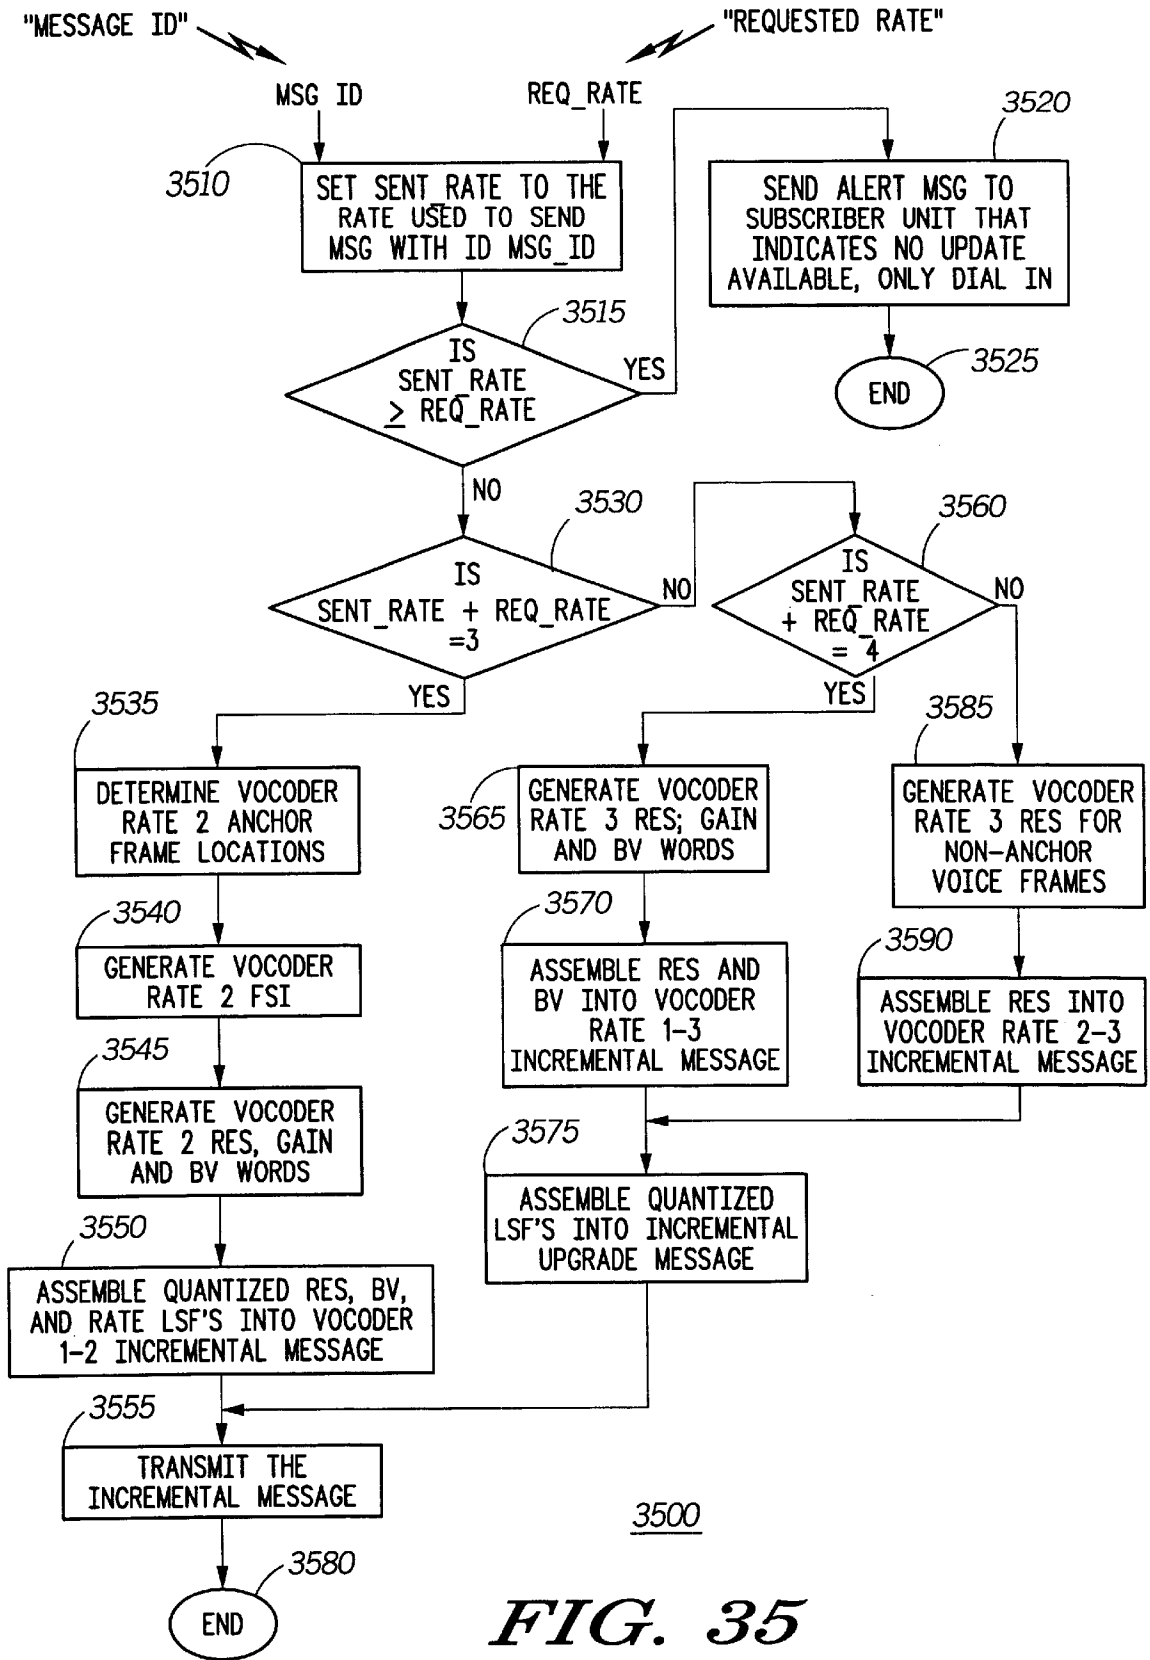 "MESSAGE ID"
"REQUESTED RATE"
MSG ID
REQ_RATE
3510
SET SENT_RATE TO THE
RATE USED TO SEND
MSG WITH ID MSG_ID
3520
SEND ALERT MSG TO
SUBSCRIBER UNIT THAT
INDICATES NO UPDATE
AVAILABLE, ONLY DIAL IN
3515
IS
SENT_RATE
≥ REQ_RATE
YES
NO
3525
END
3530
IS
SENT_RATE + REQ_RATE
=3
NO
YES
3560
IS
SENT_RATE
+ REQ_RATE
= 4
NO
YES
3535
DETERMINE VOCODER
RATE 2 ANCHOR
FRAME LOCATIONS
3565
GENERATE VOCODER
RATE 3 RES; GAIN
AND BV WORDS
3585
GENERATE VOCODER
RATE 3 RES FOR
NON-ANCHOR
VOICE FRAMES
3540
GENERATE VOCODER
RATE 2 FSI
3570
ASSEMBLE RES AND
BV INTO VOCODER
RATE 1-3
INCREMENTAL MESSAGE
3590
ASSEMBLE RES INTO
VOCODER RATE 2-3
INCREMENTAL MESSAGE
3545
GENERATE VOCODER
RATE 2 RES, GAIN
AND BV WORDS
3575
ASSEMBLE QUANTIZED
LSF'S INTO INCREMENTAL
UPGRADE MESSAGE
3550
ASSEMBLE QUANTIZED RES, BV,
AND RATE LSF'S INTO VOCODER
1-2 INCREMENTAL MESSAGE
3555
TRANSMIT THE
INCREMENTAL MESSAGE
3580
END
3500
FIG. 35